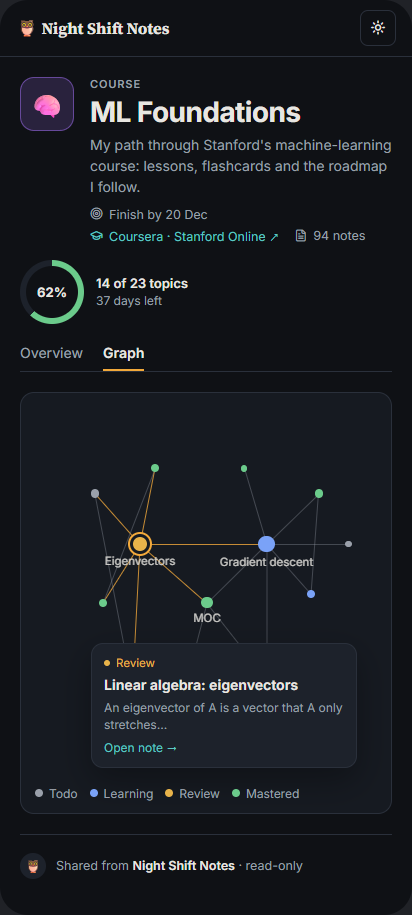 Night Shift Notes
COURSE
ML Foundations
My path through Stanford's machine-learning
course: lessons, flashcards and the roadmap
I follow.
Finish by 20 Dec
Coursera · Stanford Online ↗ 94 notes
62%
14 of 23 topics
37 days left
Overview Graph
Eigenvectors
Gradient descent
MOC
Review
Linear algebra: eigenvectors
An eigenvector of A is a vector that A only
stretches...
Open note →
Todo Learning Review Mastered
Shared from Night Shift Notes · read-only